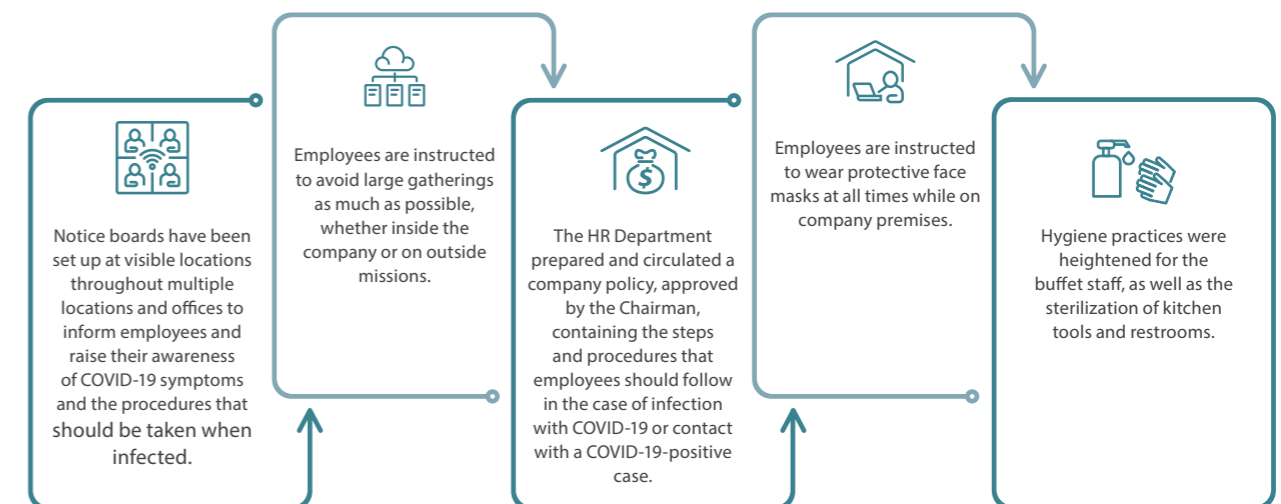 Notice boards have been
set up at visible locations
throughout multiple
locations and offices to
inform employees and
raise their awareness
of COVID-19 symptoms
and the procedures that
should be taken when
infected.
Employees are instructed
to avoid large gatherings
as much as possible,
whether inside the
company or on outside
missions.
$
The HR Department
prepared and circulated a
company policy, approved
by the Chairman,
containing the steps
and procedures that
employees should follow
in the case of infection
with COVID-19 or contact
with a COVID-19-positive
case.
Employees are instructed
to wear protective face
masks at all times while on
company premises.
Hygiene practices were
heightened for the
buffet staff, as well as the
sterilization of kitchen
tools and restrooms.